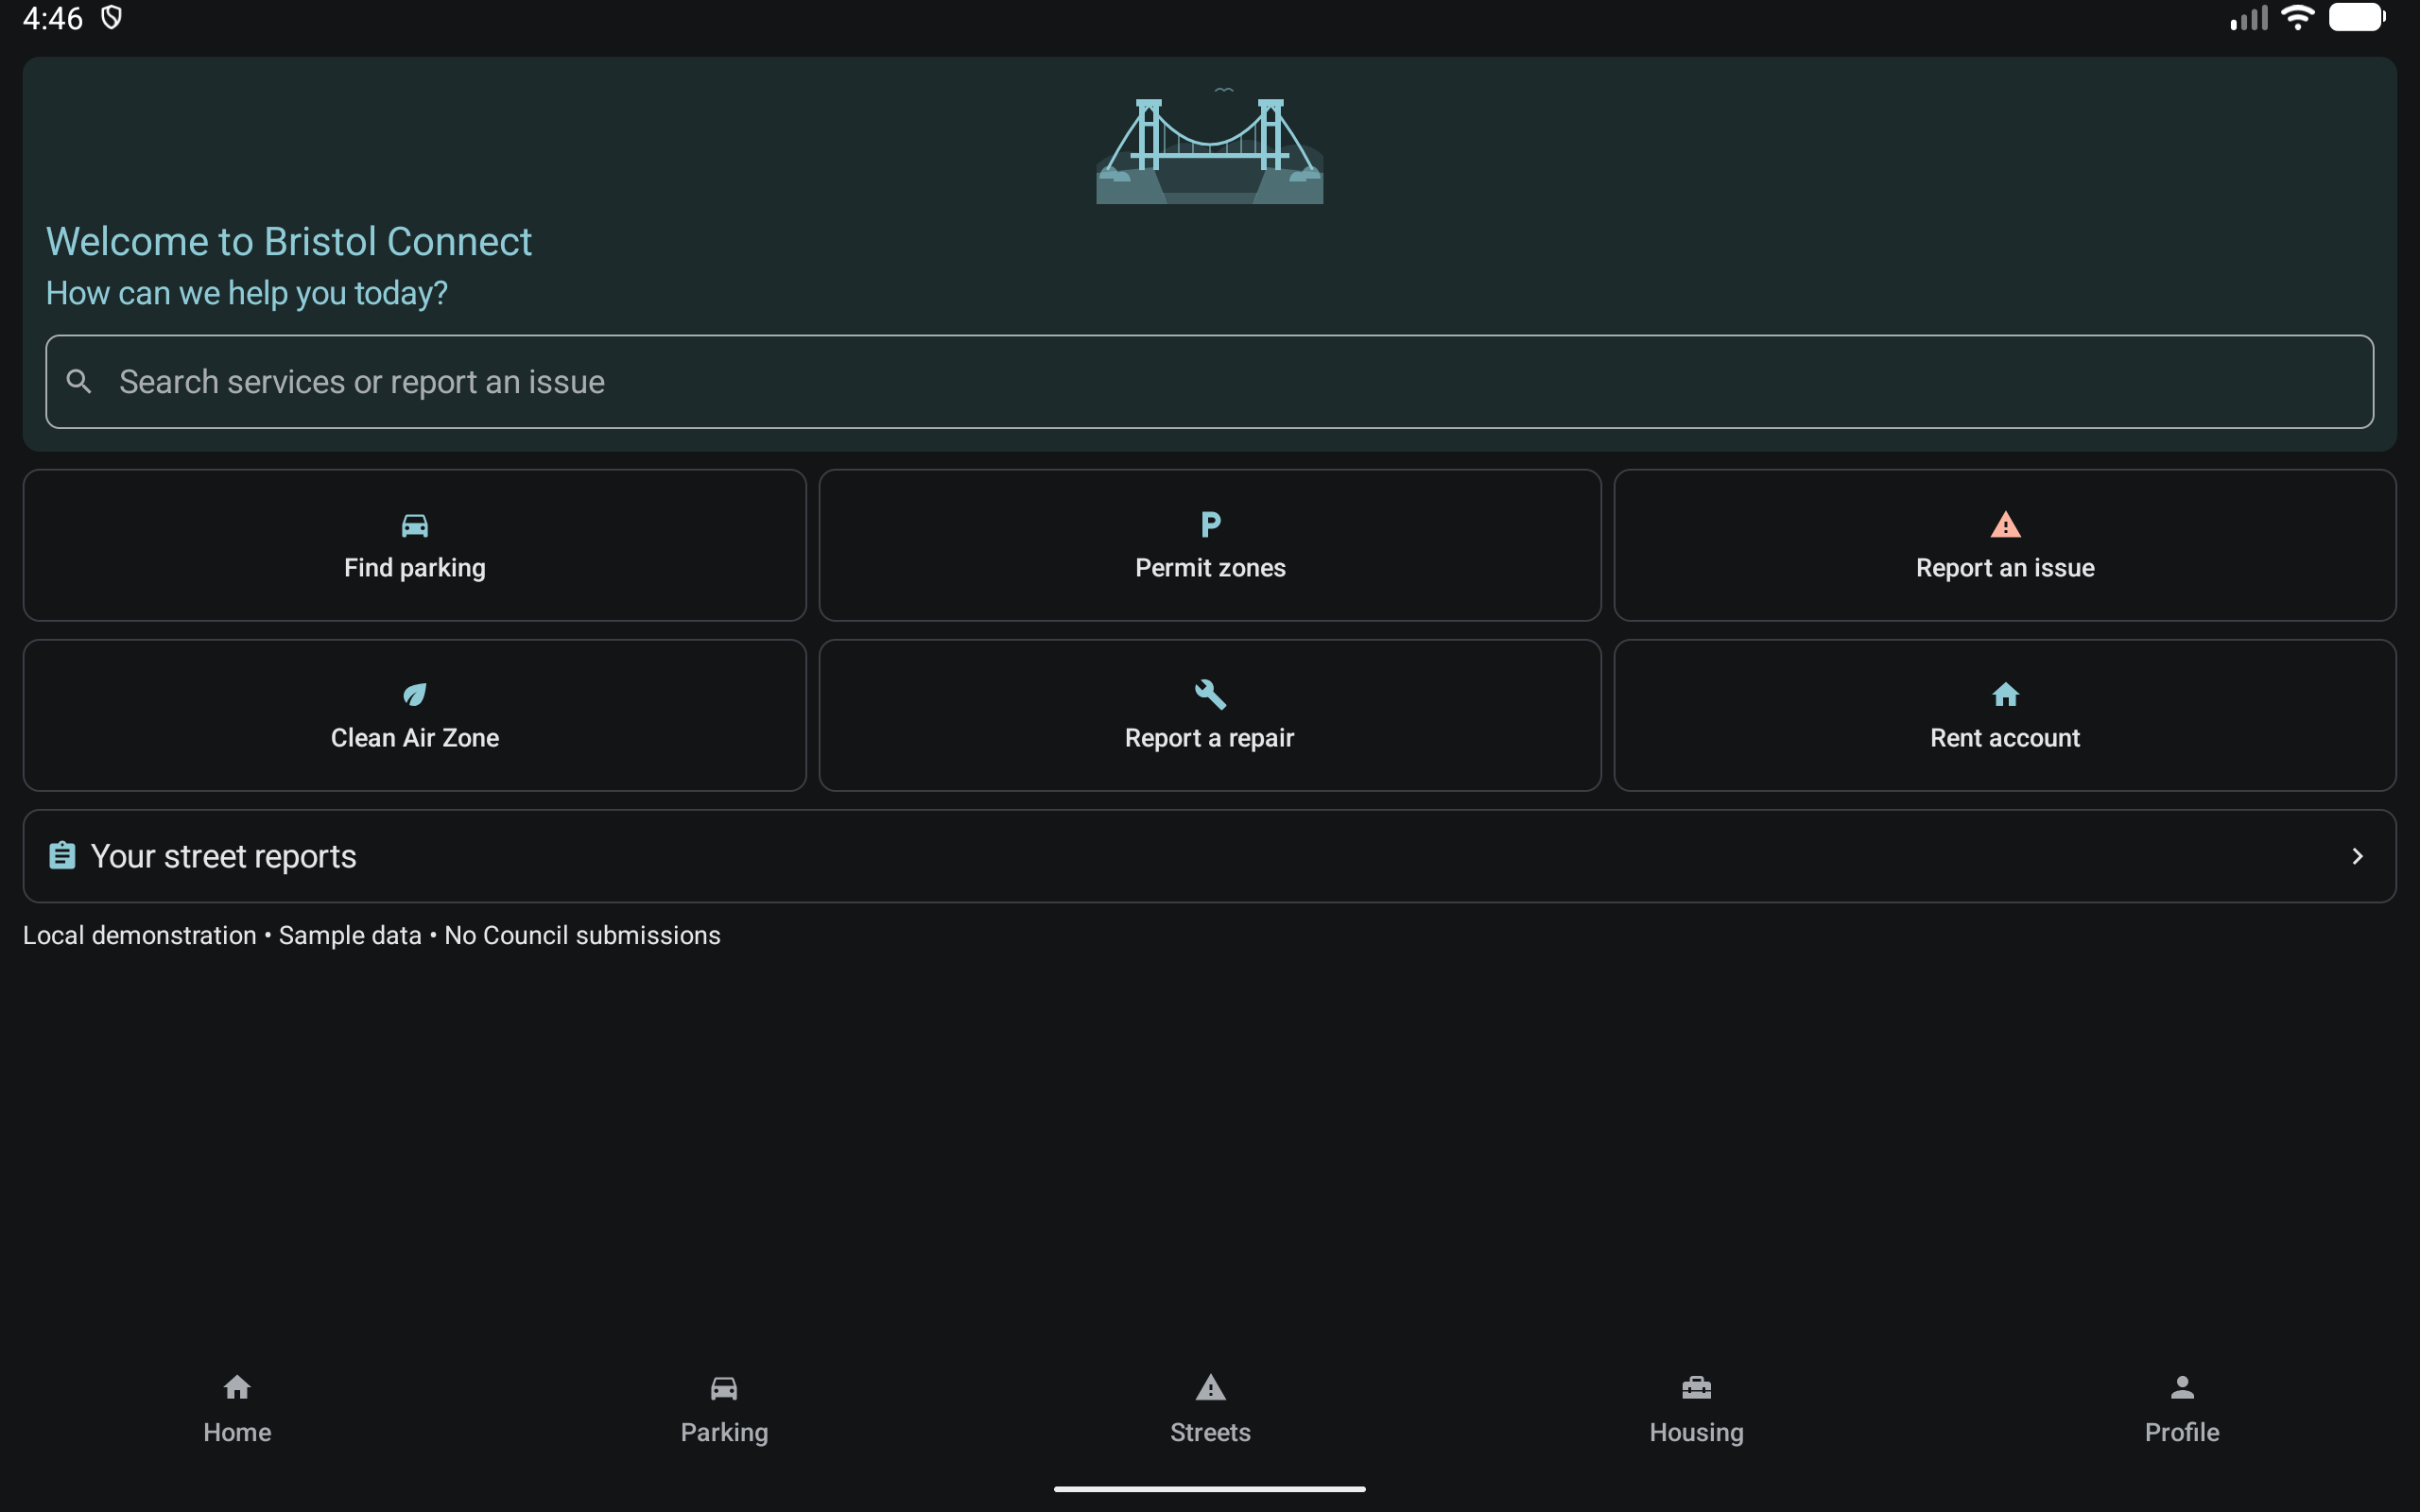 4:46
Welcome to Bristol Connect
How can we help you today?
Search services or report an issue
Find parking
Permit zones
Report an issue
Clean Air Zone
Report a repair
Rent account
Your street reports
Local demonstration • Sample data • No Council submissions
Home
Parking
Streets
Housing
Profile